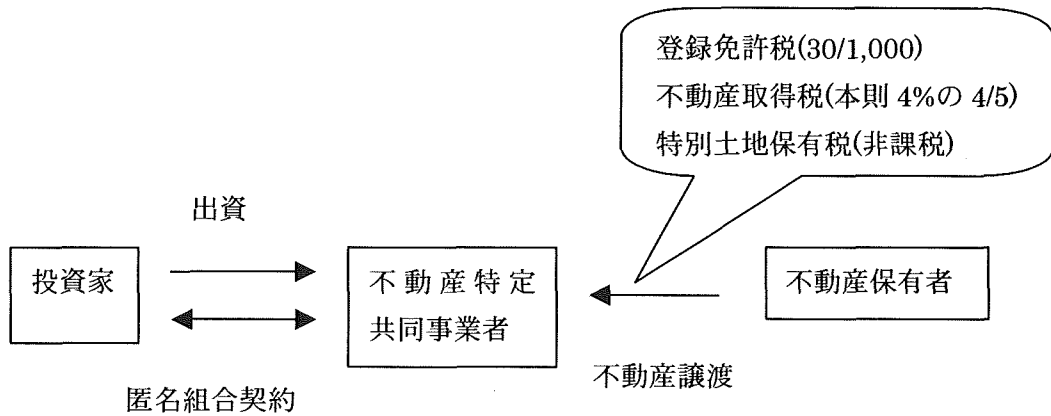 登録免許税(30/1,000)
不動産取得税(本則 4%の 4/5)
特別土地保有税(非課税)
出資
投資家
不動産特定
共同事業者
不動産保有者
不動産譲渡
匿名組合契約